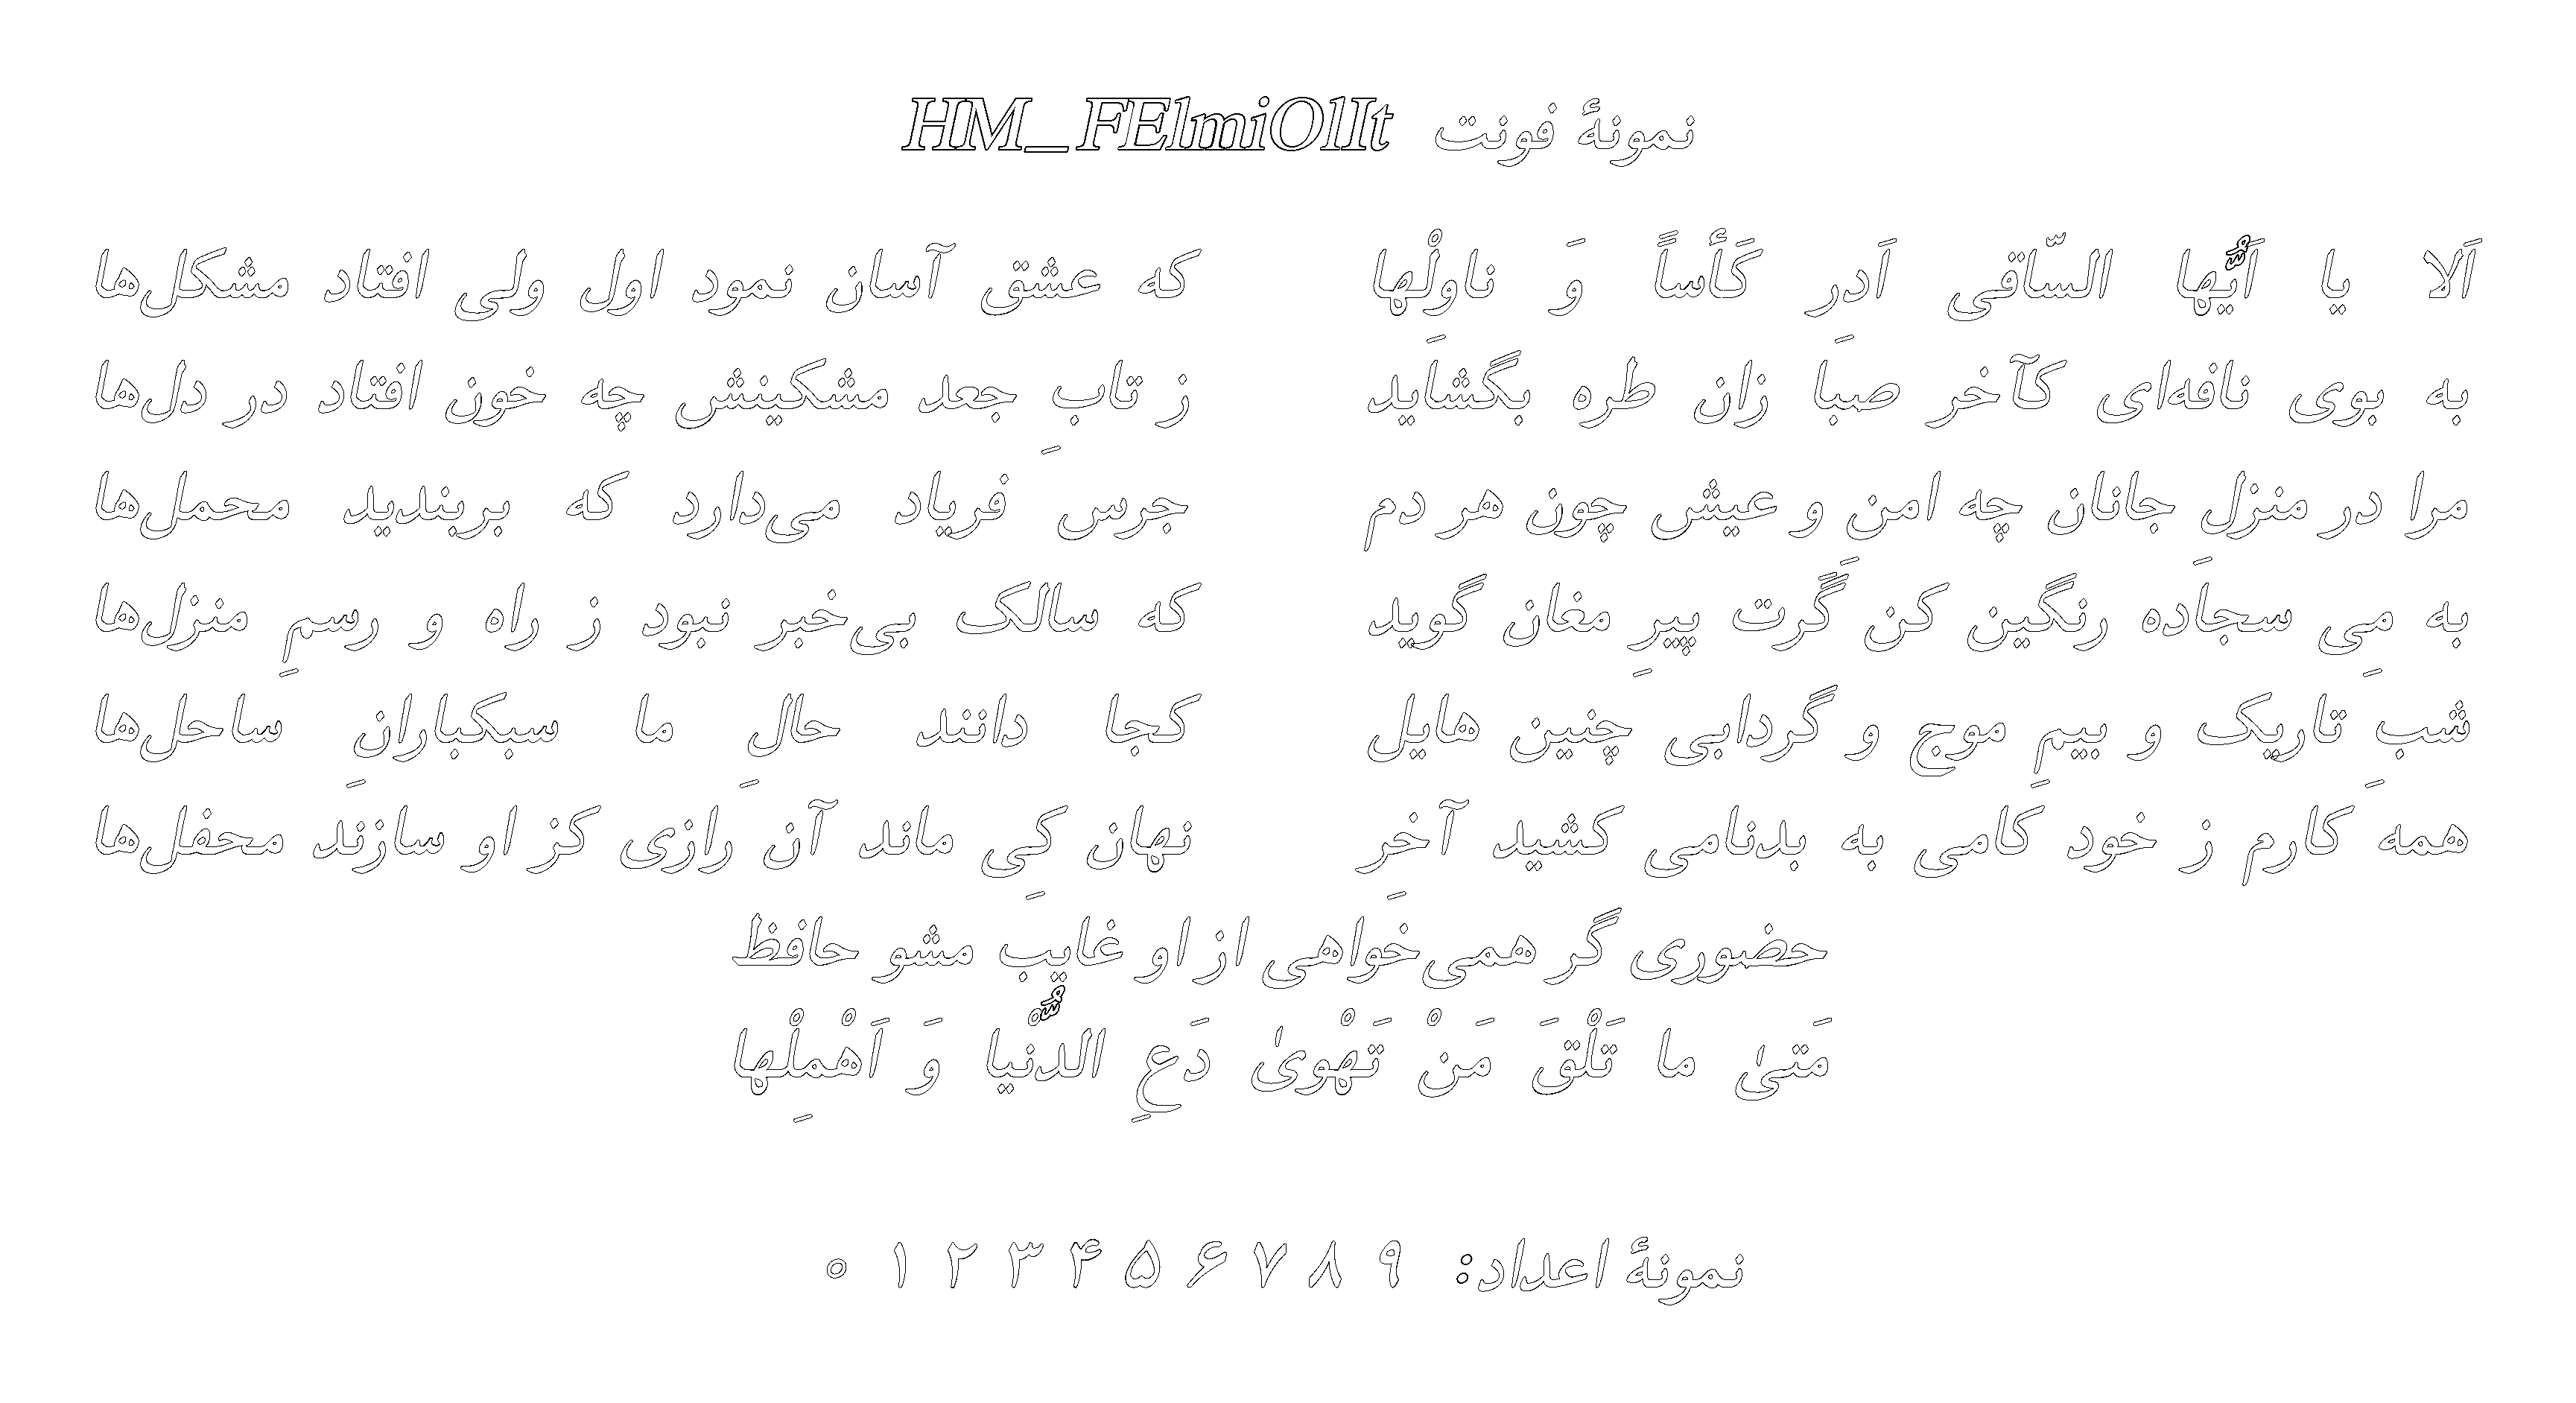 نمونهٔ فونت HM_FElmiOlIt
اَلا یا اَیُّها السّاقی اَدِر کَأساً وَ ناوِلْها که عشق آسان نمود اول ولی افتاد مشکل‌ها
به بوی نافه‌ای کآخر صبا زان طره بگشاید ز تابِ جعد مشکینش چه خون افتاد در دل‌ها
مرا در منزلِ جانان چه امنِ و عیش چون هر دم جرس فریاد می‌دارد که بربندید محمل‌ها
به مِی سجاده رنگین کن گَرت پیرِ مغان گوید که سالک بی‌خبر نبود ز راه و رسمِ منزل‌ها
شبِ تاریک و بیمِ موج و گردابی چنین هایل کجا دانند حالِ ما سبکبارانِ ساحل‌ها
همه کارم ز خود کامی به بدنامی کشید آخِر نهان کِی ماند آن رازی کز او سازند محفل‌ها
حضوری گر همی‌خواهی از او غایب مشو حافظ
مَتیٰ ما تَلْقَ مَنْ تَهْویٰ دَعِ الدُّنْیا وَ اَهْمِلْها
نمونهٔ اعداد: ۹ ۸ ۷ ۶ ۵ ۴ ۳ ۲ ۱ ۰